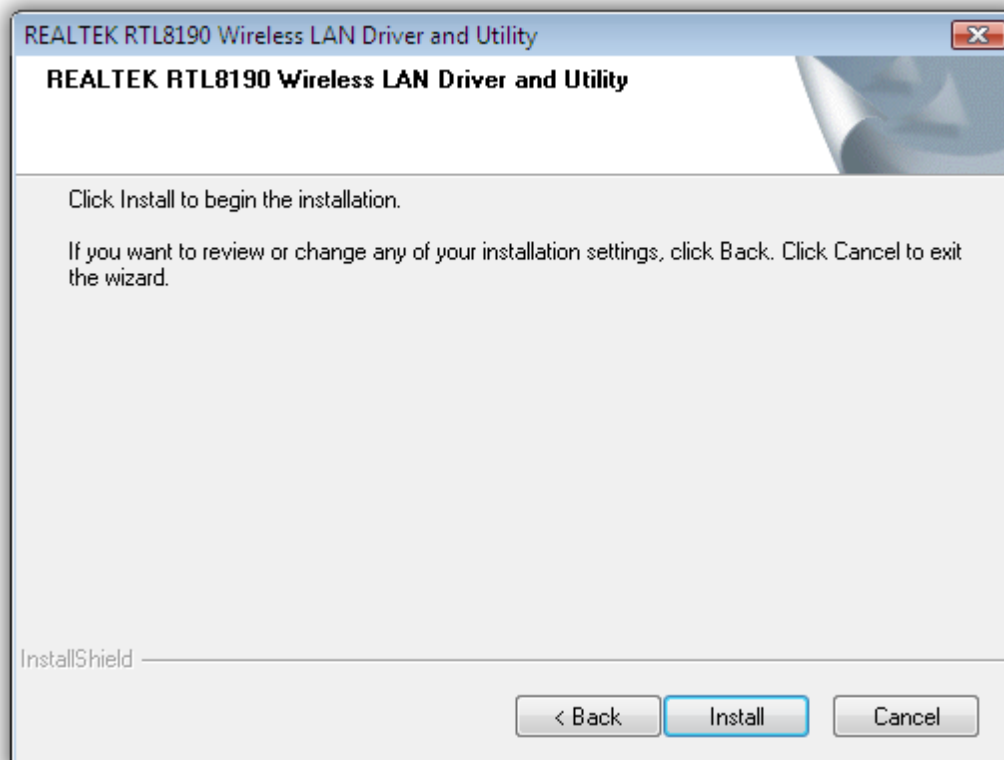 REALTEK RTL8190 Wireless LAN Driver and Utility
REALTEK RTL8190 Wireless LAN Driver and Utility
Click Install to begin the installation.
If you want to review or change any of your installation settings, click Back. Click Cancel to exit
the wizard.
InstallShield
< Back Install Cancel